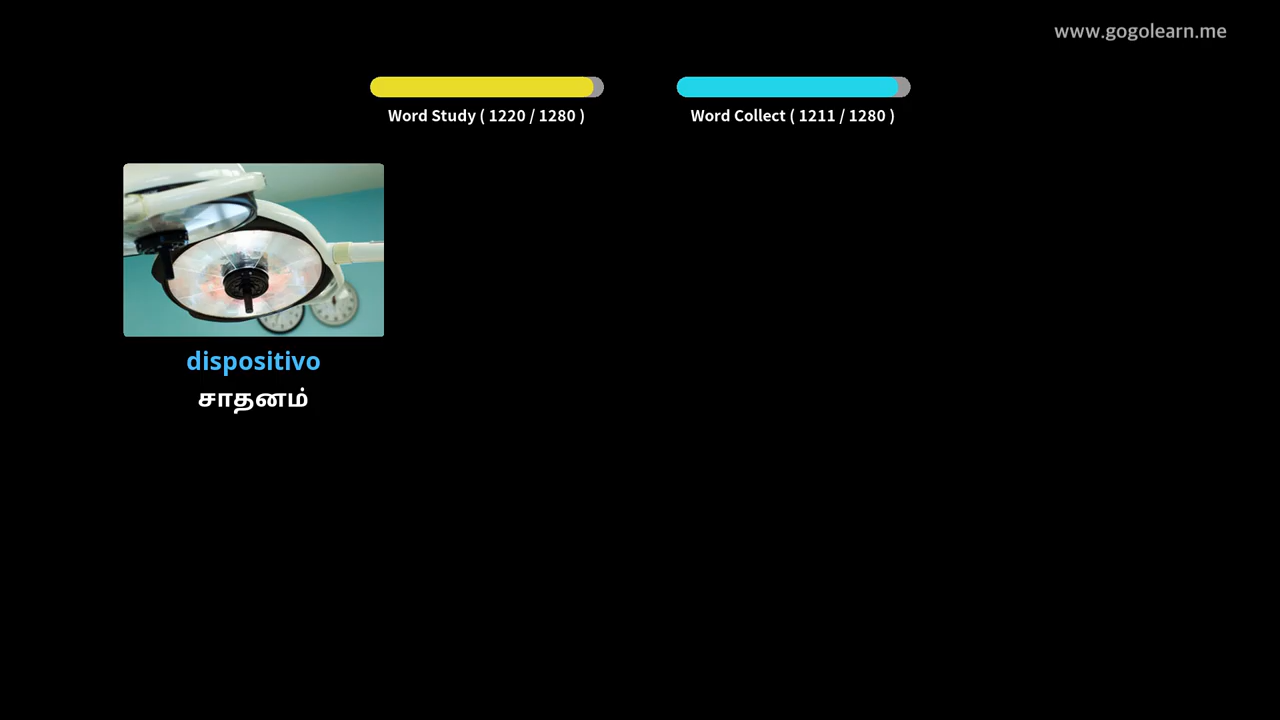 www.gogolearn.me
Word Study ( 1220 / 1280 )
Word Collect ( 1211 / 1280 )
dispositivo
சாதனம்